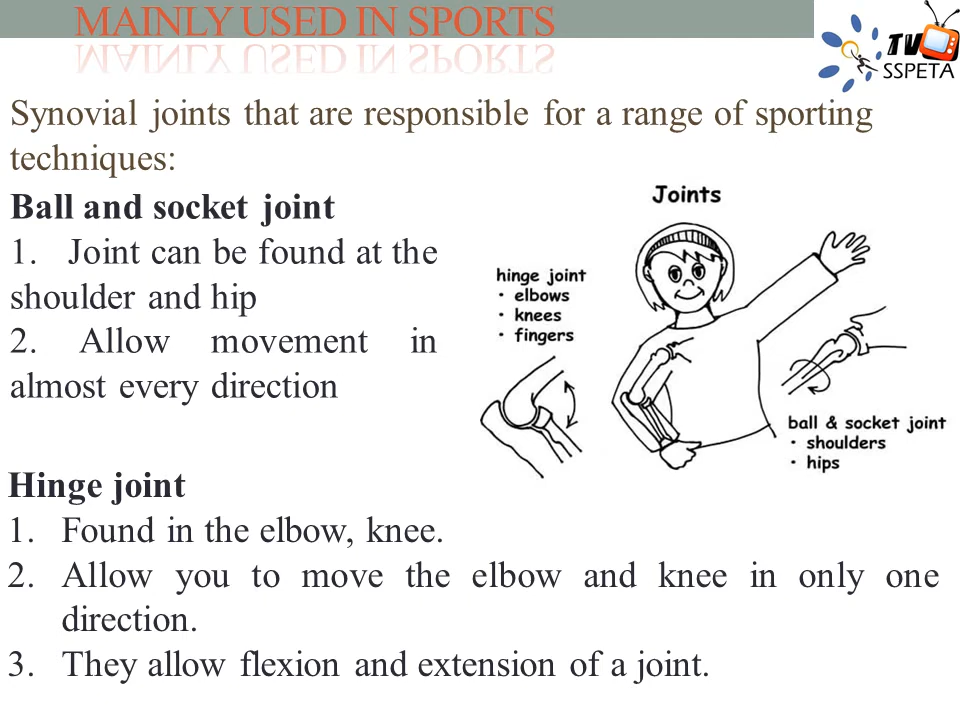 MAINLY USED IN SPORTS
TV
SSPETA
Synovial joints that are responsible for a range of sporting
techniques:
Ball and socket joint
1. Joint can be found at the
shoulder and hip
2. Allow movement in
almost every direction
Joints
hinge joint
· elbows
· knees
· fingers
ball & socket joint
· shoulders
· hips
Hinge joint
1. Found in the elbow, knee.
2. Allow you to move the elbow and knee in only one
direction.
3. They allow flexion and extension of a joint.